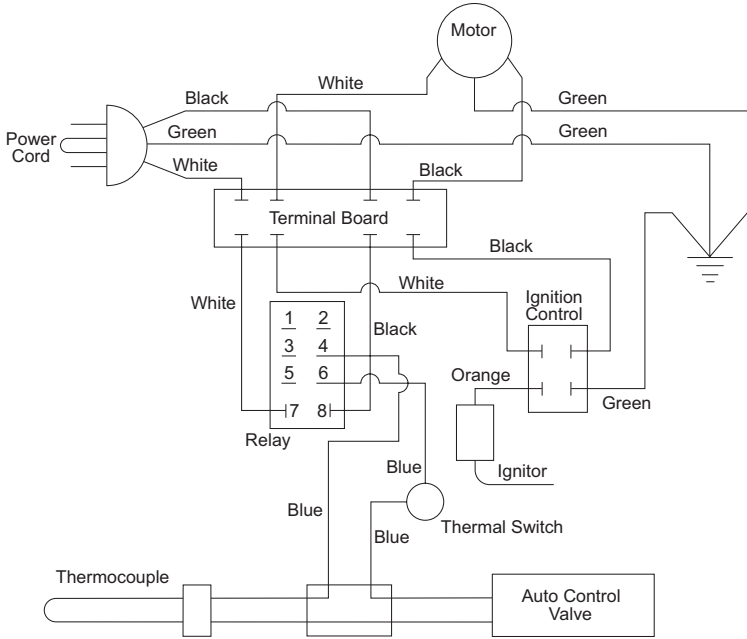 Motor
White
Black
Green
Power
Cord
Green
White
Black
Terminal Board
Black
White
White
Ignition
Control
1 2
3 4
5 6
7 8
Black
Relay
Orange
Green
Ignitor
Blue
Blue
Thermal Switch
Blue
Thermocouple
Auto Control
Valve